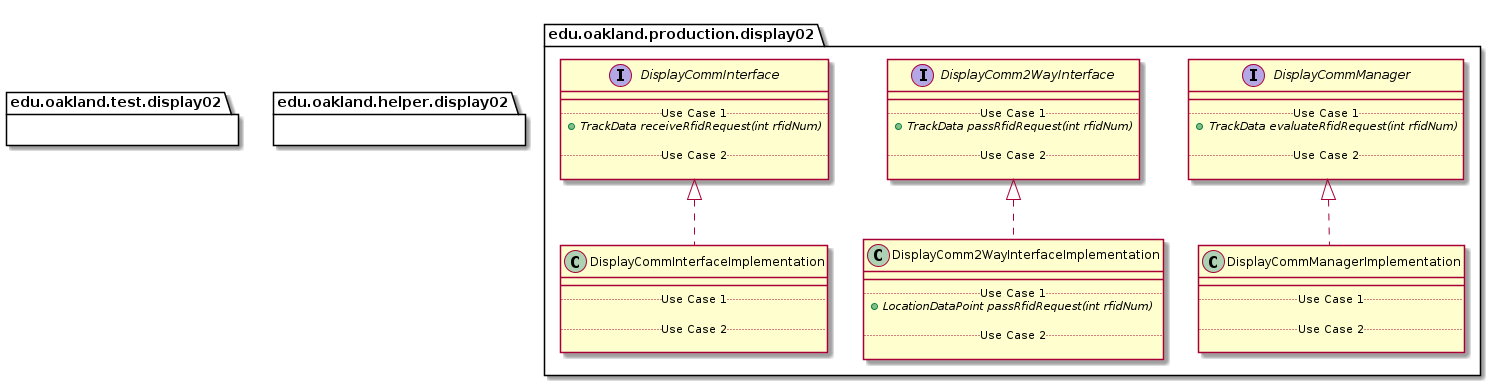 edu.oakland.test.display02
edu.oakland.helper.display02
edu.oakland.production.display02
I DisplayCommInterface
Use Case 1
TrackData receiveRfidRequest(int rfidNum)
Use Case 2
I DisplayComm2WayInterface
Use Case 1
TrackData passRfidRequest(int rfidNum)
Use Case 2
I DisplayCommManager
Use Case 1
TrackData evaluateRfidRequest(int rfidNum)
Use Case 2
C DisplayCommInterfaceImplementation
Use Case 1
Use Case 2
C DisplayComm2WayInterfaceImplementation
Use Case 1
LocationDataPoint passRfidRequest(int rfidNum)
Use Case 2
C DisplayCommManagerImplementation
Use Case 1
Use Case 2